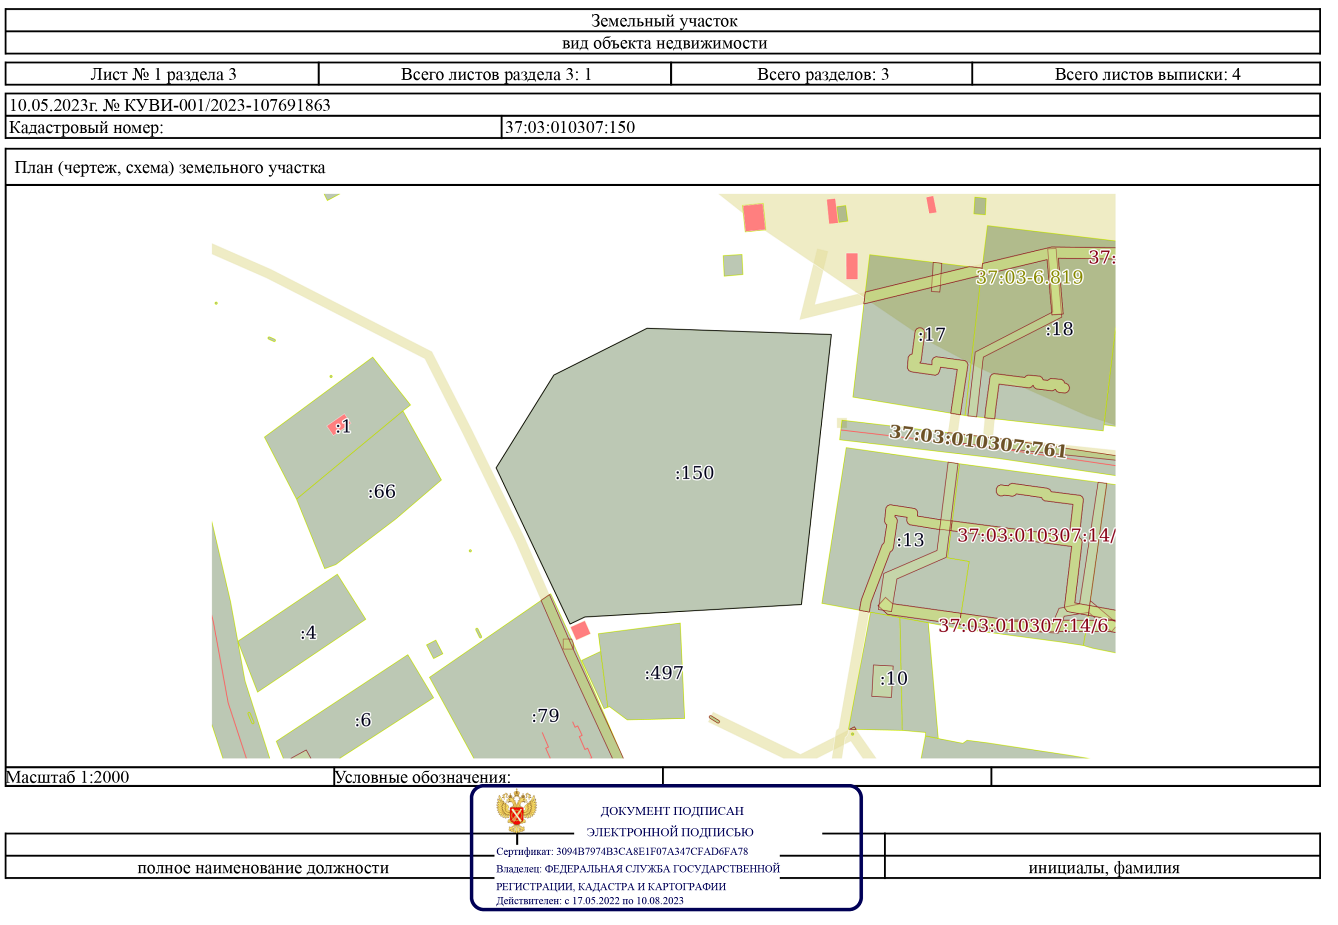 Земельный участок
вид объекта недвижимости
Лист № 1 раздела 3
Всего листов раздела 3: 1
Всего разделов: 3
Всего листов выписки: 4
10.05.2023г. № КУВИ-001/2023-107691863
Кадастровый номер:
37:03:010307:150
План (чертеж, схема) земельного участка
37:
37:03-6.819
:17
:18
:1
37:03:010307:761
:150
:66
:13
37:03:010307:14/
:4
37:03:010307:14/6
:497
:10
:6
:79
Масштаб 1:2000
Условные обозначения:
ДОКУМЕНТ ПОДПИСАН
ЭЛЕКТРОННОЙ ПОДПИСЬЮ
Сертификат: 3094B7974B3CA8E1F07A347CFAD6FA78
Владелец: ФЕДЕРАЛЬНАЯ СЛУЖБА ГОСУДАРСТВЕННОЙ
РЕГИСТРАЦИИ, КАДАСТРА И КАРТОГРАФИИ
Действителен: с 17.05.2022 по 10.08.2023
полное наименование должности
инициалы, фамилия